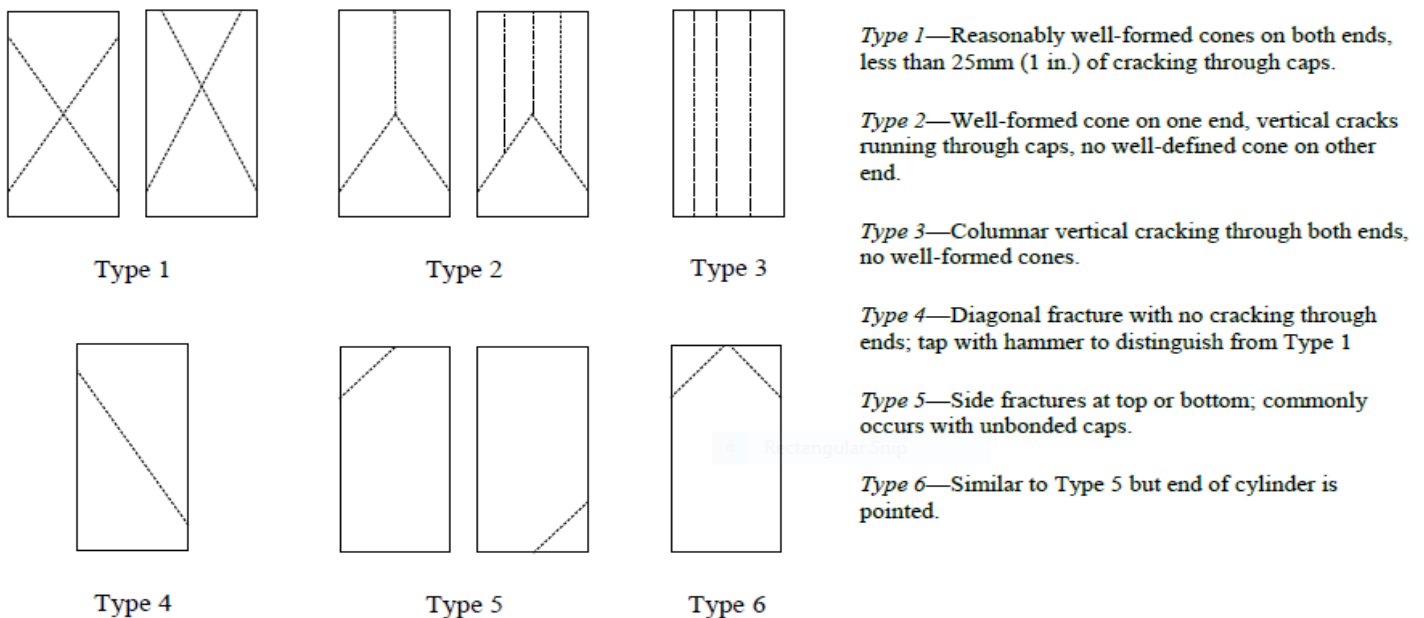 Type 1—Reasonably well-formed cones on both ends,
less than 25mm (1 in.) of cracking through caps.
Type 2—Well-formed cone on one end, vertical cracks
running through caps, no well-defined cone on other
end.
Type 3—Columnar vertical cracking through both ends,
no well-formed cones.
Type 4—Diagonal fracture with no cracking through
ends; tap with hammer to distinguish from Type 1
Type 5—Side fractures at top or bottom; commonly
occurs with unbonded caps.
Type 6—Similar to Type 5 but end of cylinder is
pointed.
Type 1
Type 2
Type 3
Rectangular Snip
Type 4
Type 5
Type 6